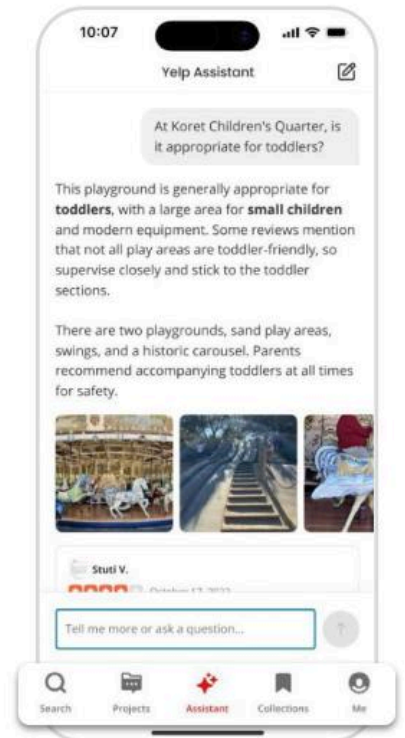 10:07
Yelp Assistant
At Koret Children's Quarter, is
it appropriate for toddlers?
This playground is generally appropriate for
toddlers, with a large area for small children
and modern equipment. Some reviews mention
that not all play areas are toddler-friendly, so
supervise closely and stick to the toddler
sections.
There are two playgrounds, sand play areas,
swings, and a historic carousel. Parents
recommend accompanying toddlers at all times
for safety.
Stuti V.
Tell me more or ask a question...
Search
Projects
Assistant
Collections
Me